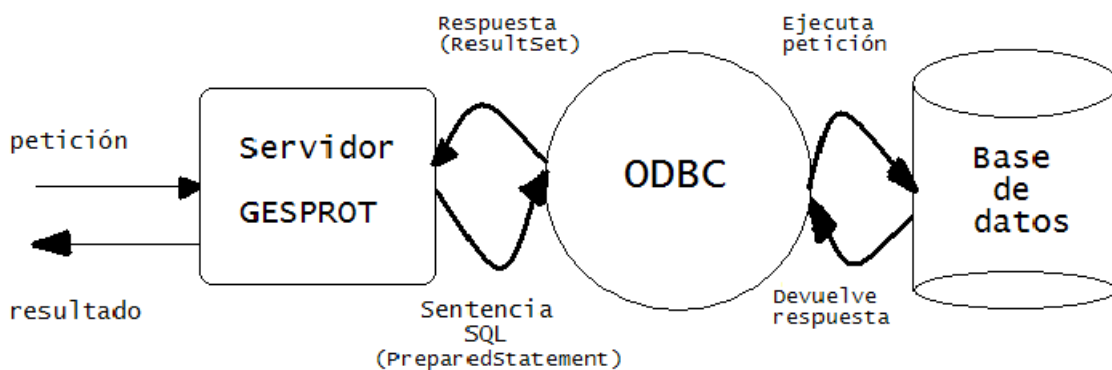 petición
resultado
Servidor
GESPROT
Respuesta
(ResultSet)
Sentencia
SQL
(PreparedStatement)
ODBC
Ejecuta
petición
Devuelve
respuesta
Base
de
datos